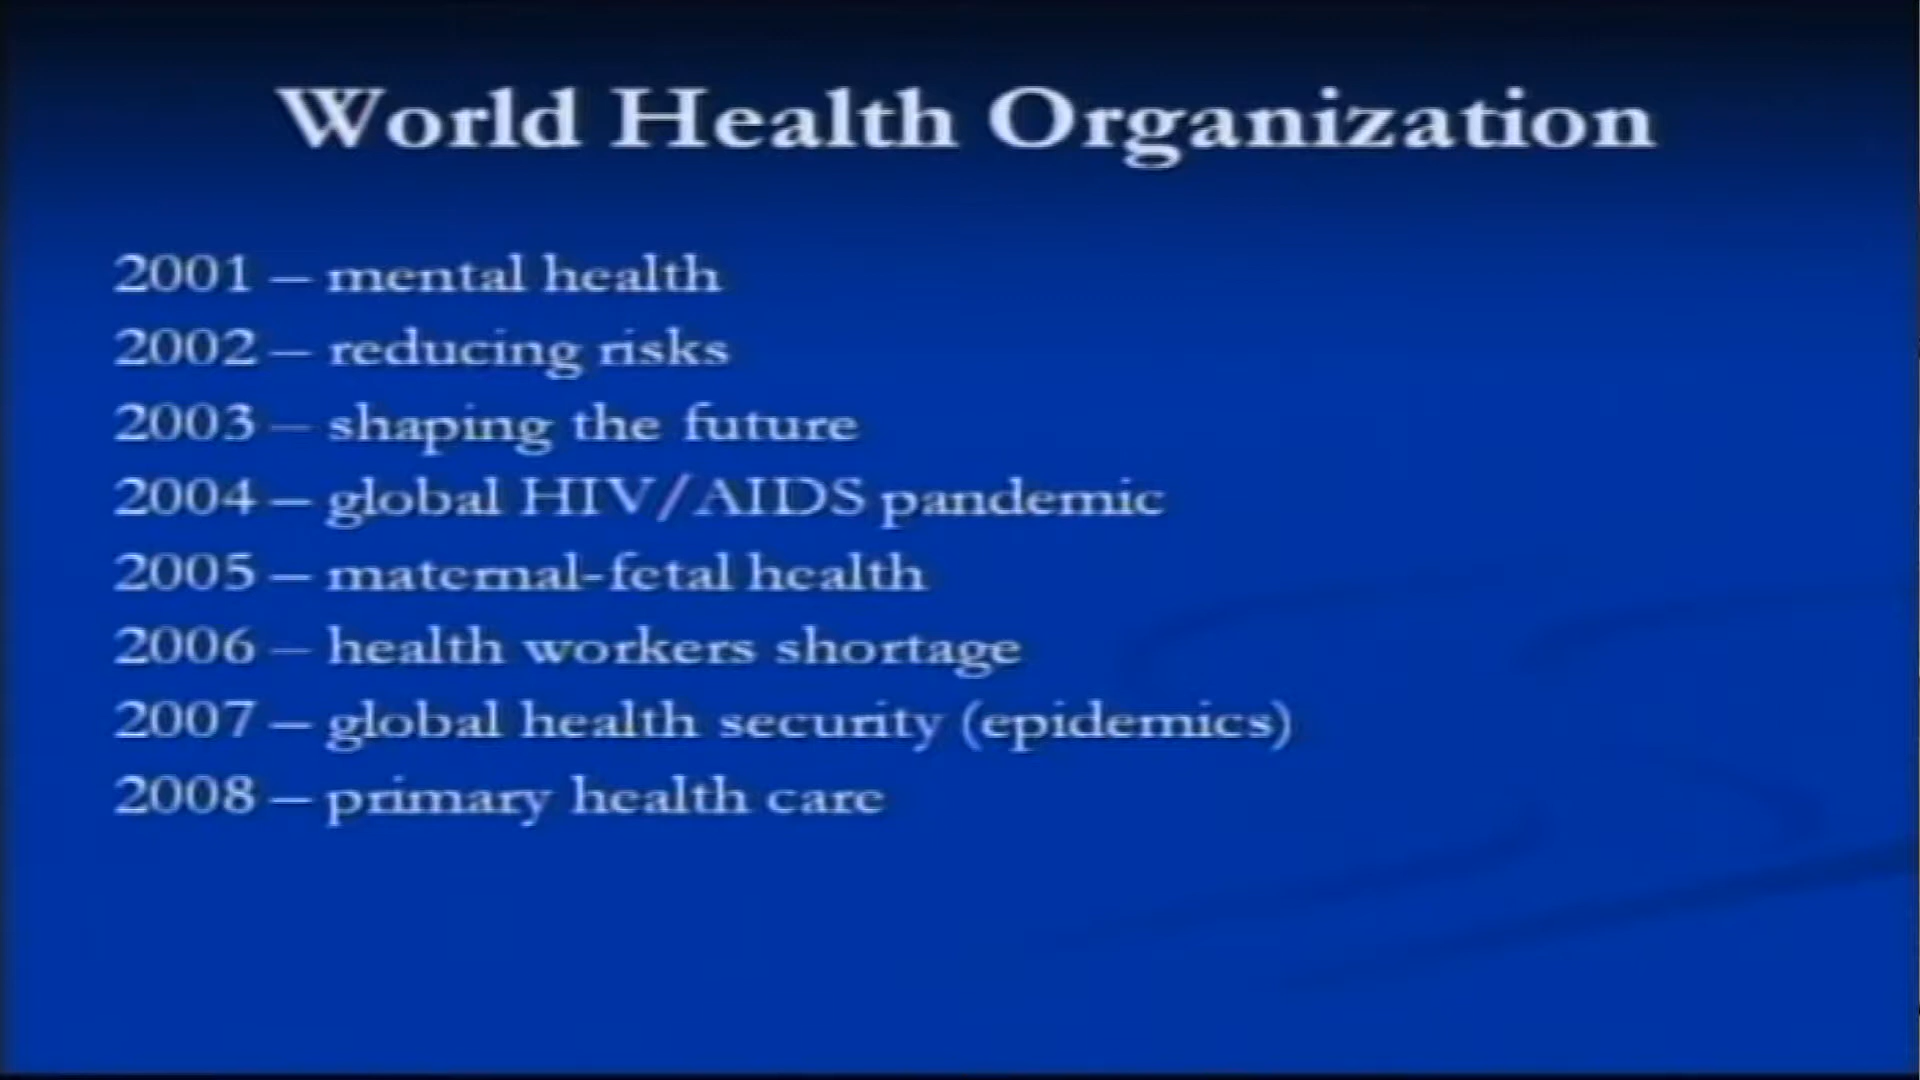 World Health Organization
2001 – mental health
2002 – reducing risks
2003 – shaping the future
2004 – global HIV/AIDS pandemic
2005 – maternal-fetal health
2006 – health workers shortage
2007 – global health security (epidemics)
2008 – primary health care